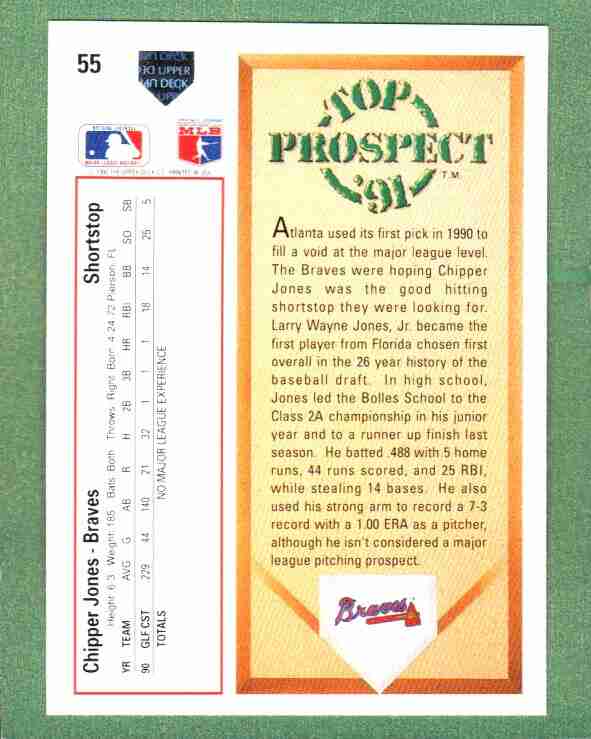 55
TOP
PROSPECT
'91
T.M.
Atlanta used its first pick in 1990 to
fill a void at the major league level.
The Braves were hoping Chipper
Jones was the good hitting
shortstop they were looking for.
Larry Wayne Jones, Jr. became the
first player from Florida chosen first
overall in the 26 year history of the
baseball draft. In high school,
Jones led the Bolles School to the
Class 2A championship in his junior
year and to a runner up finish last
season. He batted .488 with 5 home
runs, 44 runs scored, and 25 RBI,
while stealing 14 bases. He also
used his strong arm to record a 7-3
record with a 1.00 ERA as a pitcher,
although he isn't considered a major
league pitching prospect.
Braves
MLB
Chipper Jones - Braves Shortstop
Height: 6-3 Weight: 185 Bats: Both Throws: Right Born: 4-24-72 Pierson, FL
YR TEAM AVG G AB R H 2B 3B HR RBI BB SO SB
90 GLF CST 229 44 140 21 32 1 1 1 18 14 25 5
TOTALS NO MAJOR LEAGUE EXPERIENCE